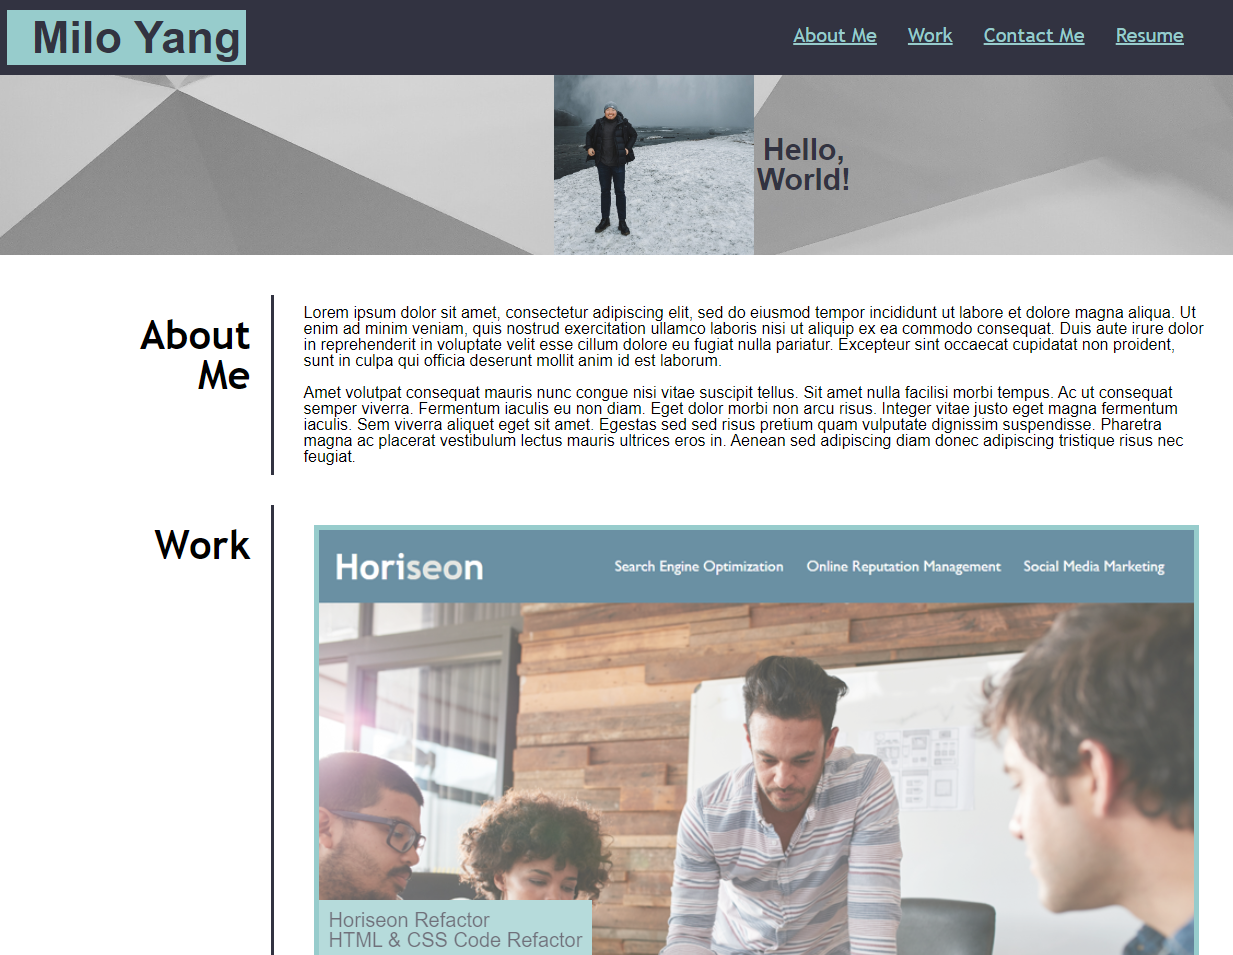 Milo Yang
About Me Work Contact Me Resume
Hello,
World!
About
Me
Lorem ipsum dolor sit amet, consectetur adipiscing elit, sed do eiusmod tempor incididunt ut labore et dolore magna aliqua. Ut
enim ad minim veniam, quis nostrud exercitation ullamco laboris nisi ut aliquip ex ea commodo consequat. Duis aute irure dolor
in reprehenderit in voluptate velit esse cillum dolore eu fugiat nulla pariatur. Excepteur sint occaecat cupidatat non proident,
sunt in culpa qui officia deserunt mollit anim id est laborum.
Amet volutpat consequat mauris nunc congue nisi vitae suscipit tellus. Sit amet nulla facilisi morbi tempus. Ac ut consequat
semper viverra. Fermentum iaculis eu non diam. Eget dolor morbi non arcu risus. Integer vitae justo eget magna fermentum
iaculis. Sem viverra aliquet eget sit amet. Egestas sed sed risus pretium quam vulputate dignissim suspendisse. Pharetra
magna ac placerat vestibulum lectus mauris ultrices eros in. Aenean sed adipiscing diam donec adipiscing tristique risus nec
feugiat.
Work
Horiseon
Search Engine Optimization Online Reputation Management Social Media Marketing
Horiseon Refactor
HTML & CSS Code Refactor